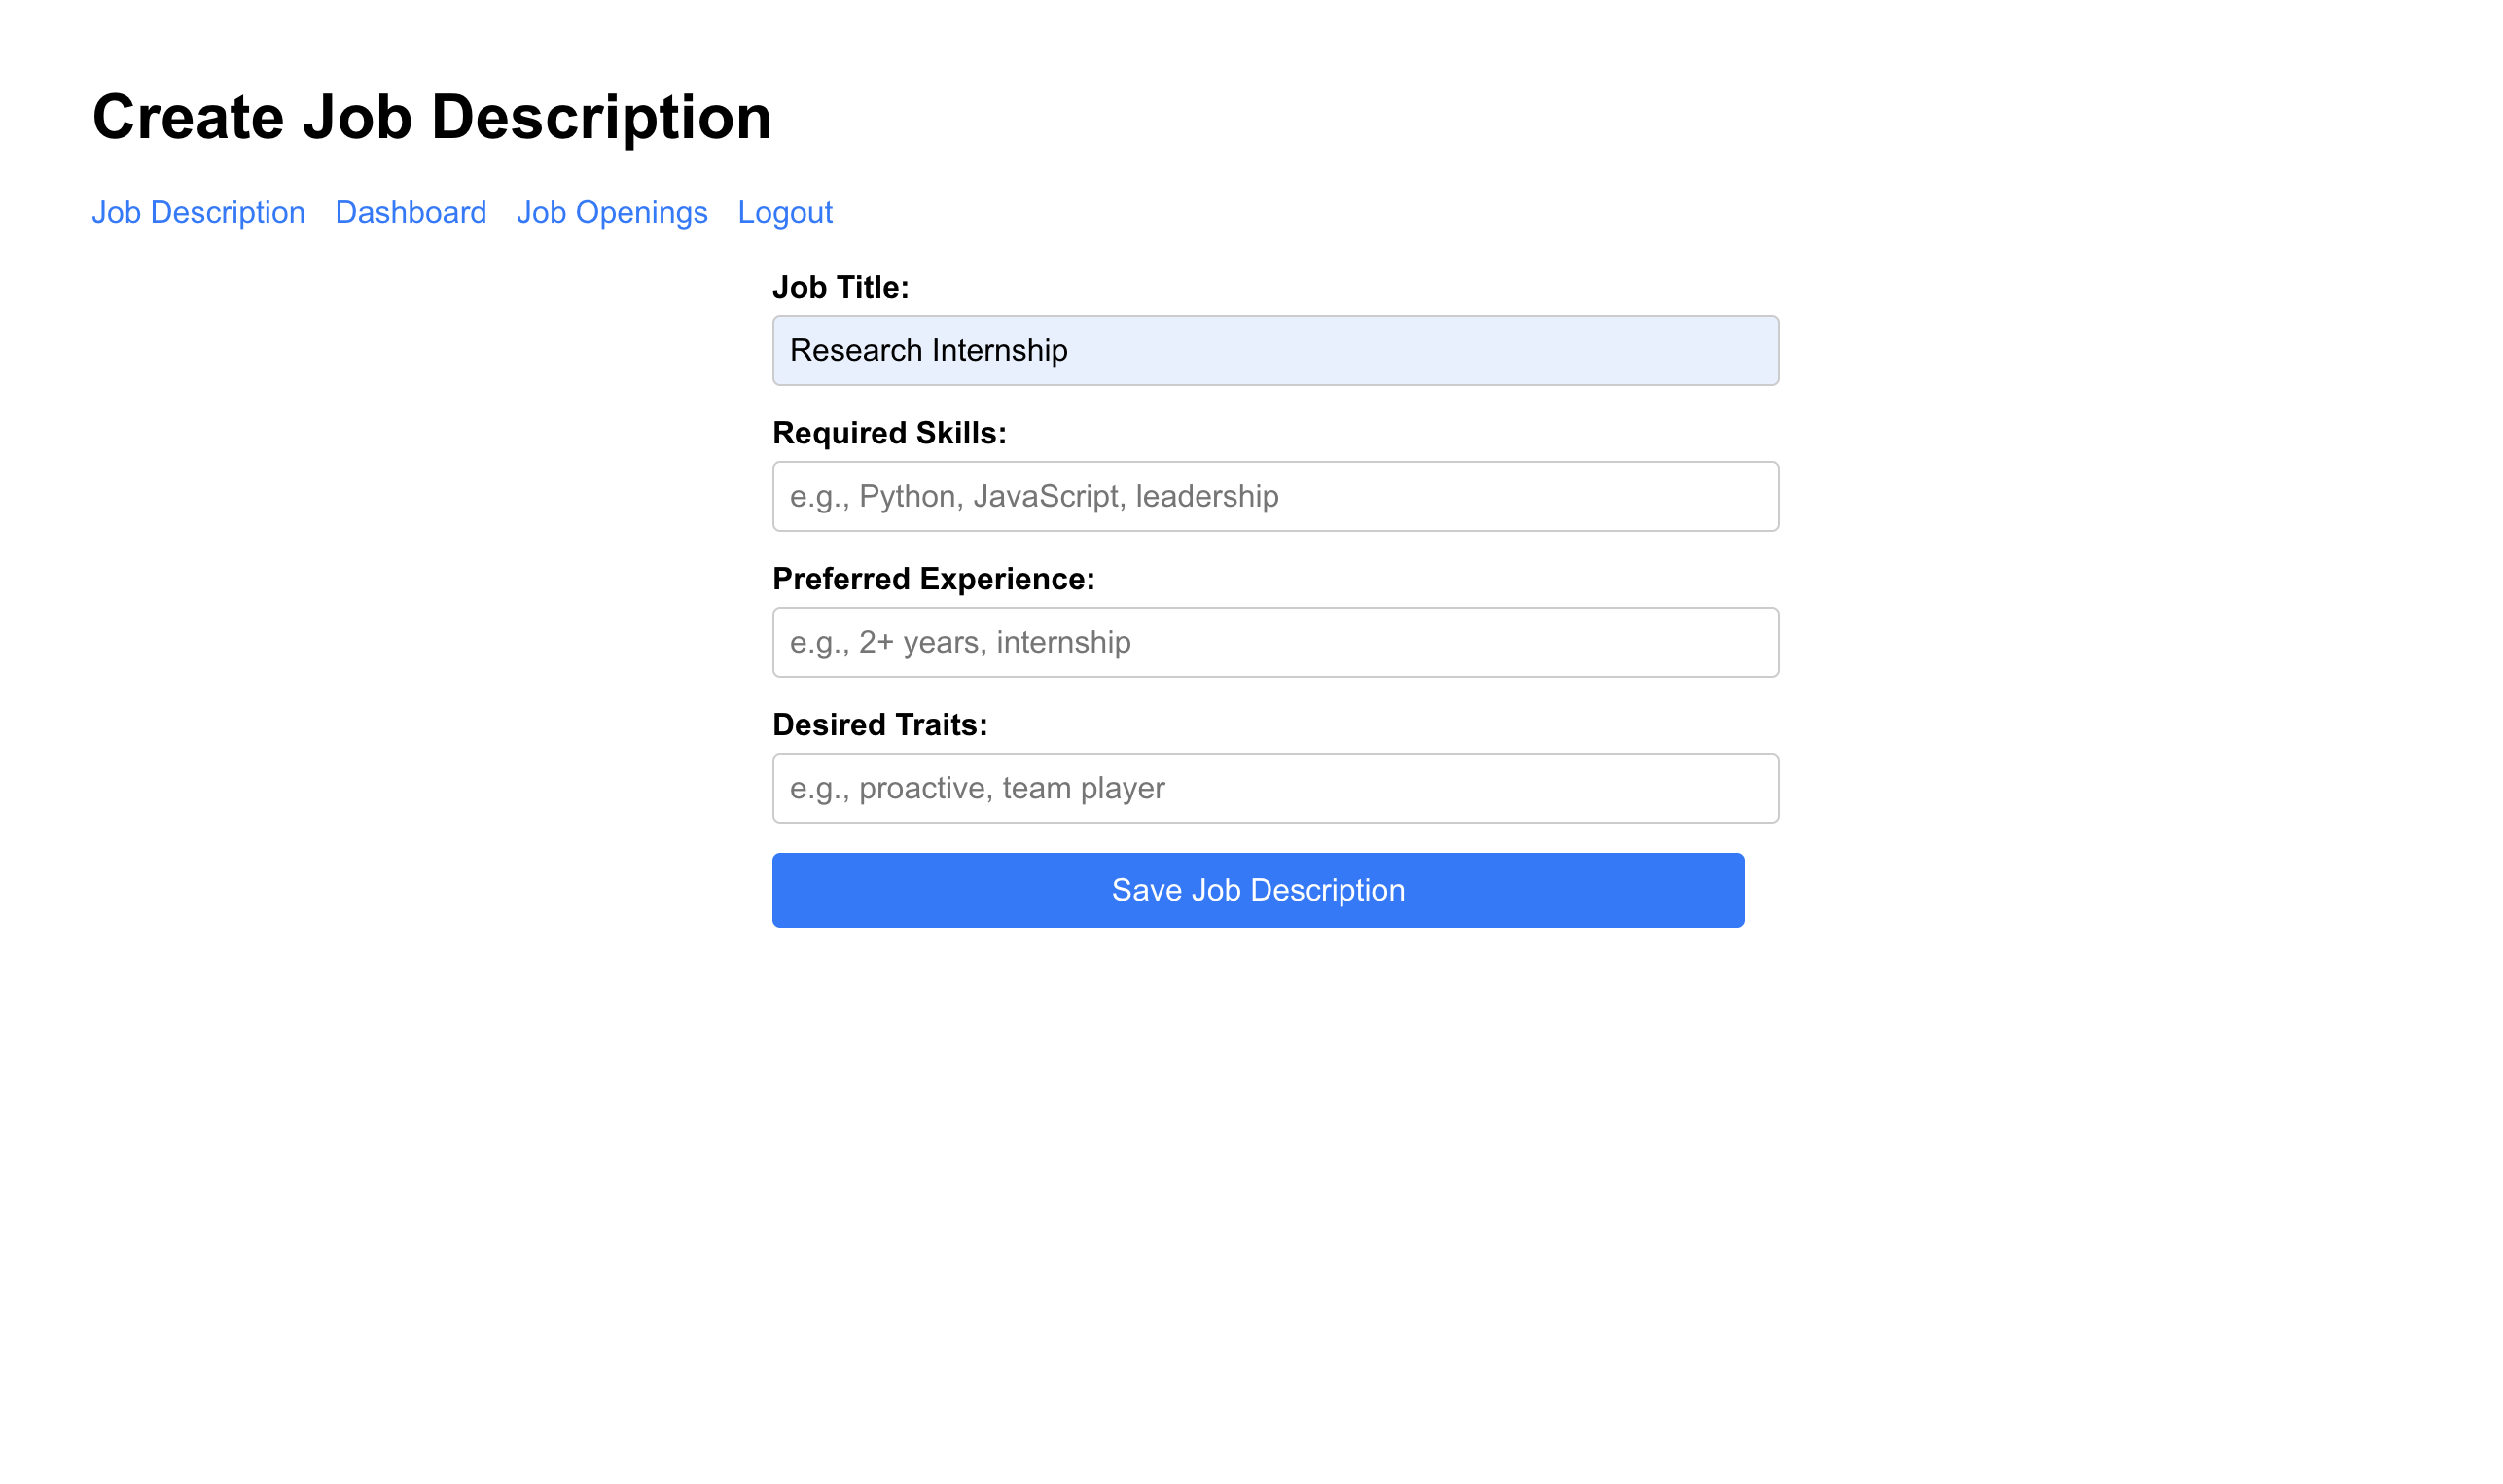 Create Job Description
Job Description Dashboard Job Openings Logout
Job Title:
Research Internship
Required Skills:
e.g., Python, JavaScript, leadership
Preferred Experience:
e.g., 2+ years, internship
Desired Traits:
e.g., proactive, team player
Save Job Description